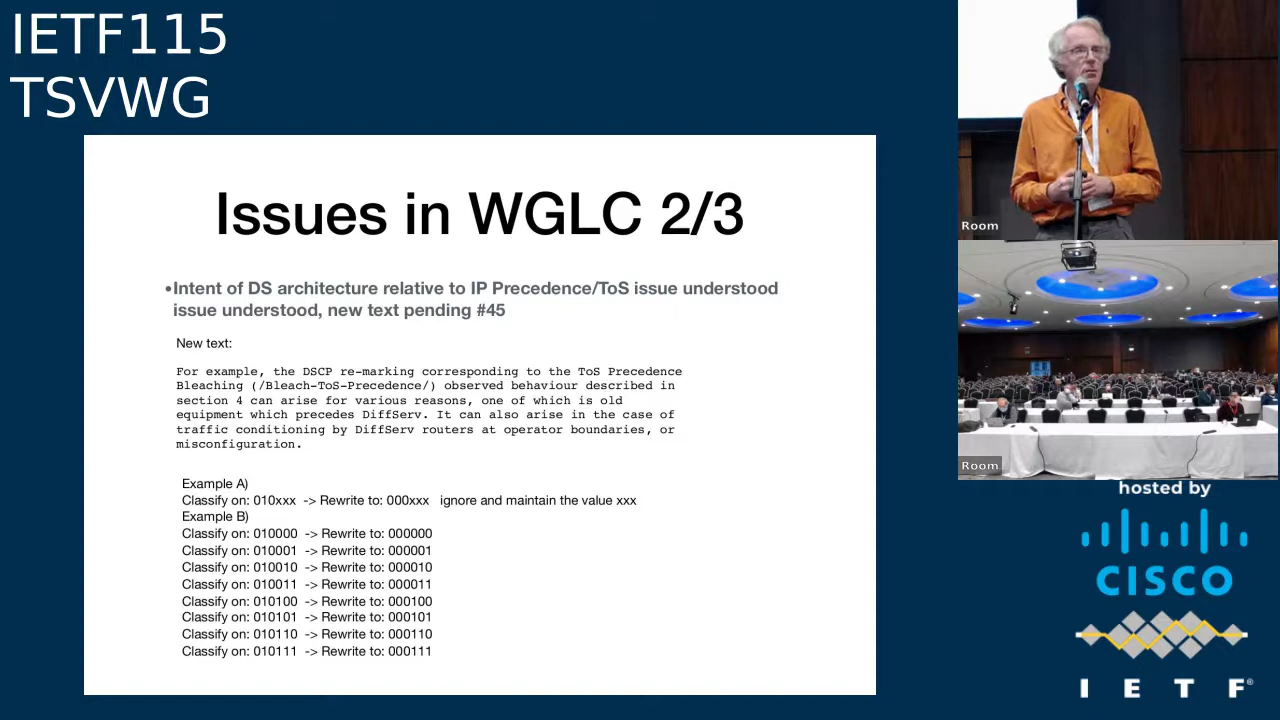 IETF115
TSVWG
Issues in WGLC 2/3
•Intent of DS architecture relative to IP Precedence/ToS issue understood
issue understood, new text pending #45
New text:
For example, the DSCP re-marking corresponding to the ToS Precedence
Bleaching (/Bleach-ToS-Precedence/) observed behaviour described in
section 4 can arise for various reasons, one of which is old
equipment which precedes DiffServ. It can also arise in the case of
traffic conditioning by DiffServ routers at operator boundaries, or
misconfiguration.
Example A)
Classify on: 010xxx -> Rewrite to: 000xxx ignore and maintain the value xxx
Example B)
Classify on: 010000 -> Rewrite to: 000000
Classify on: 010001 -> Rewrite to: 000001
Classify on: 010010 -> Rewrite to: 000010
Classify on: 010011 -> Rewrite to: 000011
Classify on: 010100 -> Rewrite to: 000100
Classify on: 010101 -> Rewrite to: 000101
Classify on: 010110 -> Rewrite to: 000110
Classify on: 010111 -> Rewrite to: 000111
Room
Room
hosted by
CISCO
I E T F®